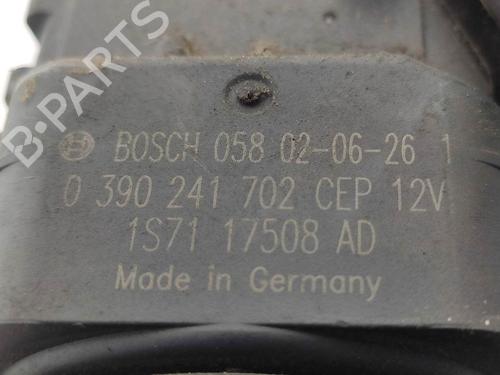 BOSCH 058 02-06-26 1
0 390 241 702 CEP 12V
1S71 17508 AD
Made in Germany
B-PARTS